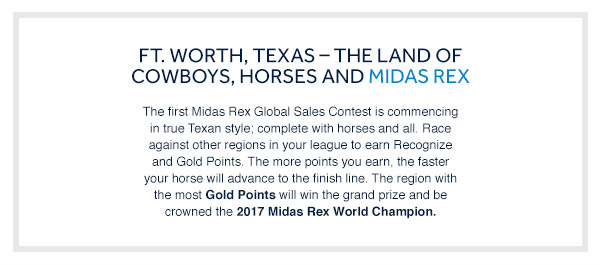 FT. WORTH, TEXAS – THE LAND OF
COWBOYS, HORSES AND MIDAS REX
The first Midas Rex Global Sales Contest is commencing
in true Texan style; complete with horses and all. Race
against other regions in your league to earn Recognize
and Gold Points. The more points you earn, the faster
your horse will advance to the finish line. The region with
the most Gold Points will win the grand prize and be
crowned the 2017 Midas Rex World Champion.